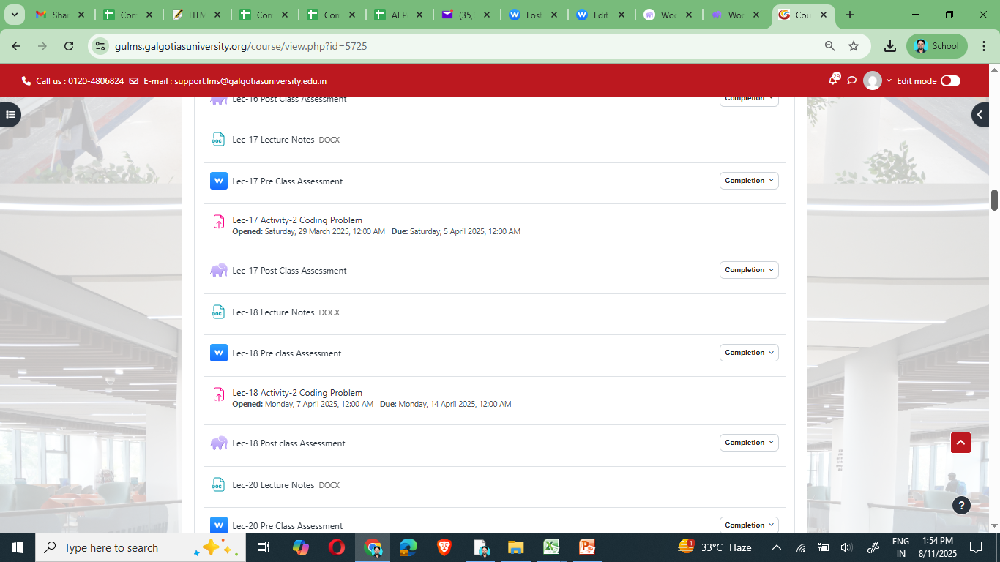 Sha
Con
HTM
Con
Con
AI P
(35,
Fost
Edit
Woo
Woo
Cou
gulms.galgotiasuniversity.org/course/view.php?id=5725
School
Call us : 0120-4806824 E-mail : support.lms@galgotiasuniversity.edu.in
29
Edit mode
Lec-16 Post Class Assessment
Completion
Lec-17 Lecture Notes DOCX
Lec-17 Pre Class Assessment
Completion
Lec-17 Activity-2 Coding Problem
Opened: Saturday, 29 March 2025, 12:00 AM Due: Saturday, 5 April 2025, 12:00 AM
Lec-17 Post Class Assessment
Completion
Lec-18 Lecture Notes DOCX
Lec-18 Pre class Assessment
Completion
Lec-18 Activity-2 Coding Problem
Opened: Monday, 7 April 2025, 12:00 AM Due: Monday, 14 April 2025, 12:00 AM
Lec-18 Post class Assessment
Completion
Lec-20 Lecture Notes DOCX
Lec-20 Pre Class Assessment
Completion
?
Type here to search
1
33°C Haze
ENG
IN
1:54 PM
8/11/2025